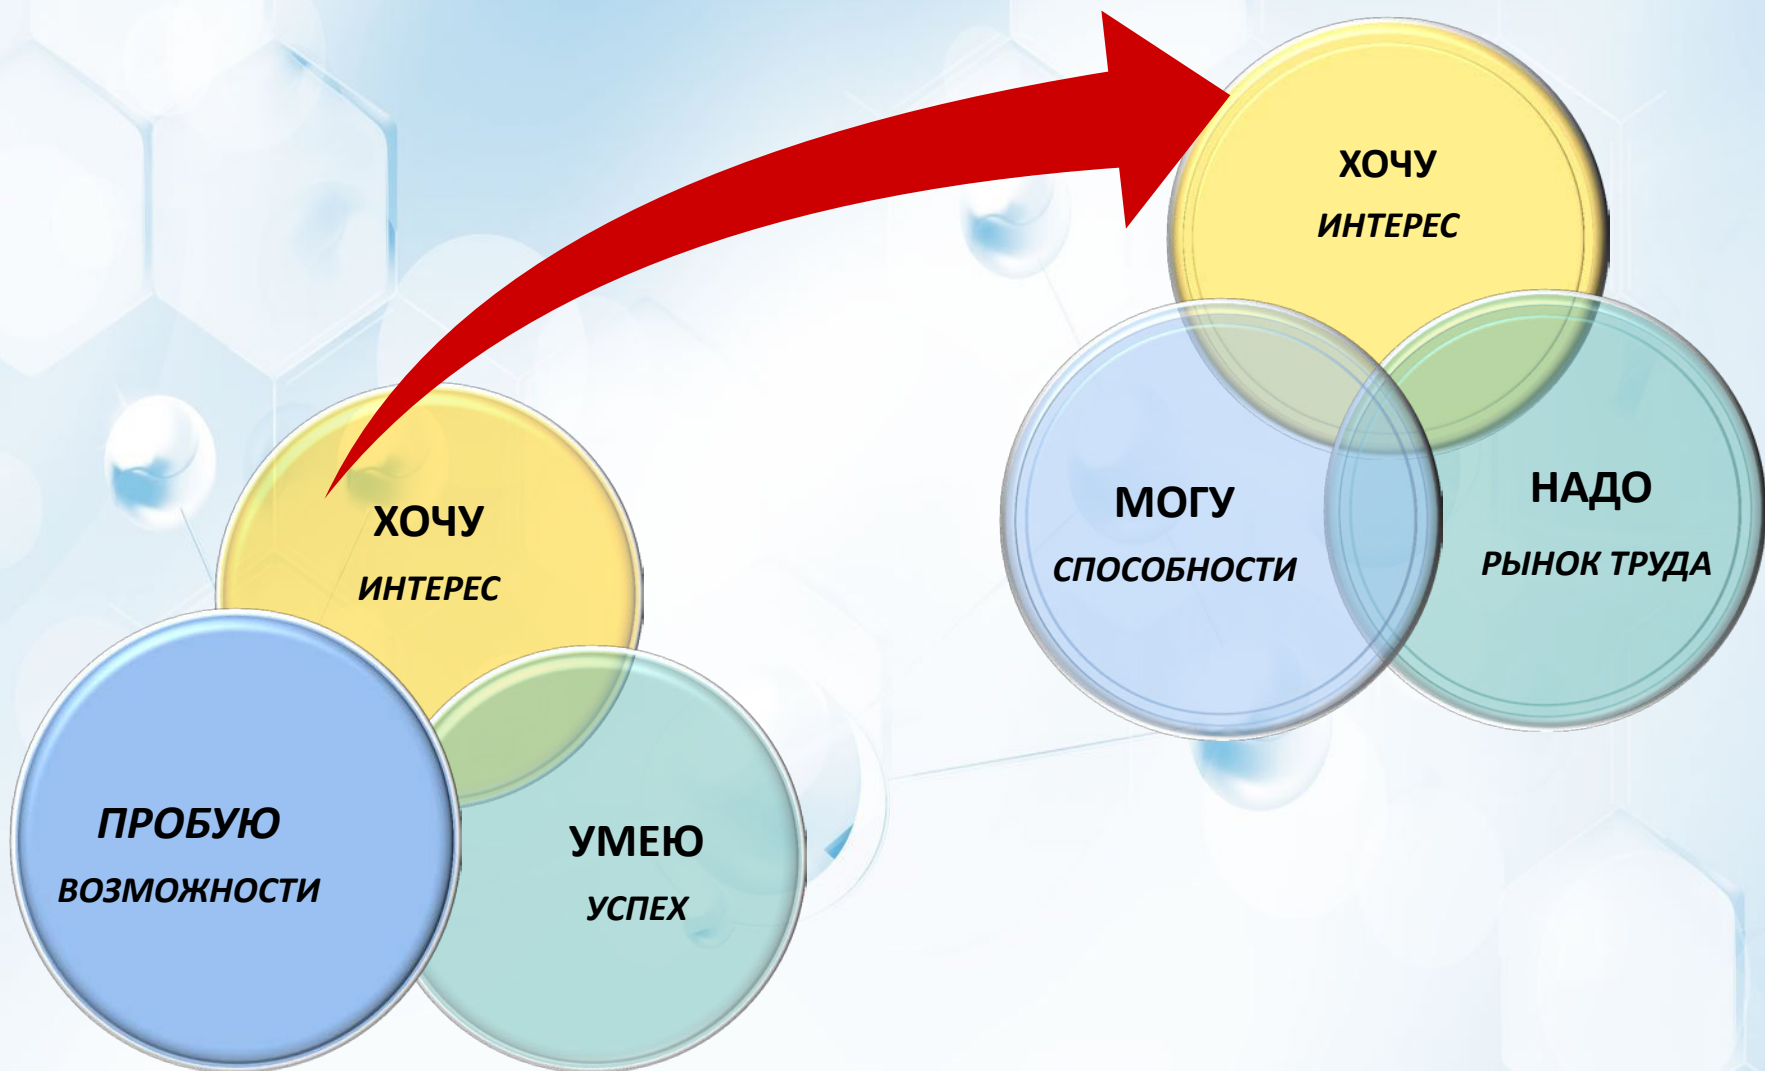 ХОЧУ
ИНТЕРЕС
ПРОБУЮ
ВОЗМОЖНОСТИ
УМЕЮ
УСПЕХ
ХОЧУ
ИНТЕРЕС
МОГУ
СПОСОБНОСТИ
НАДО
РЫНОК ТРУДА